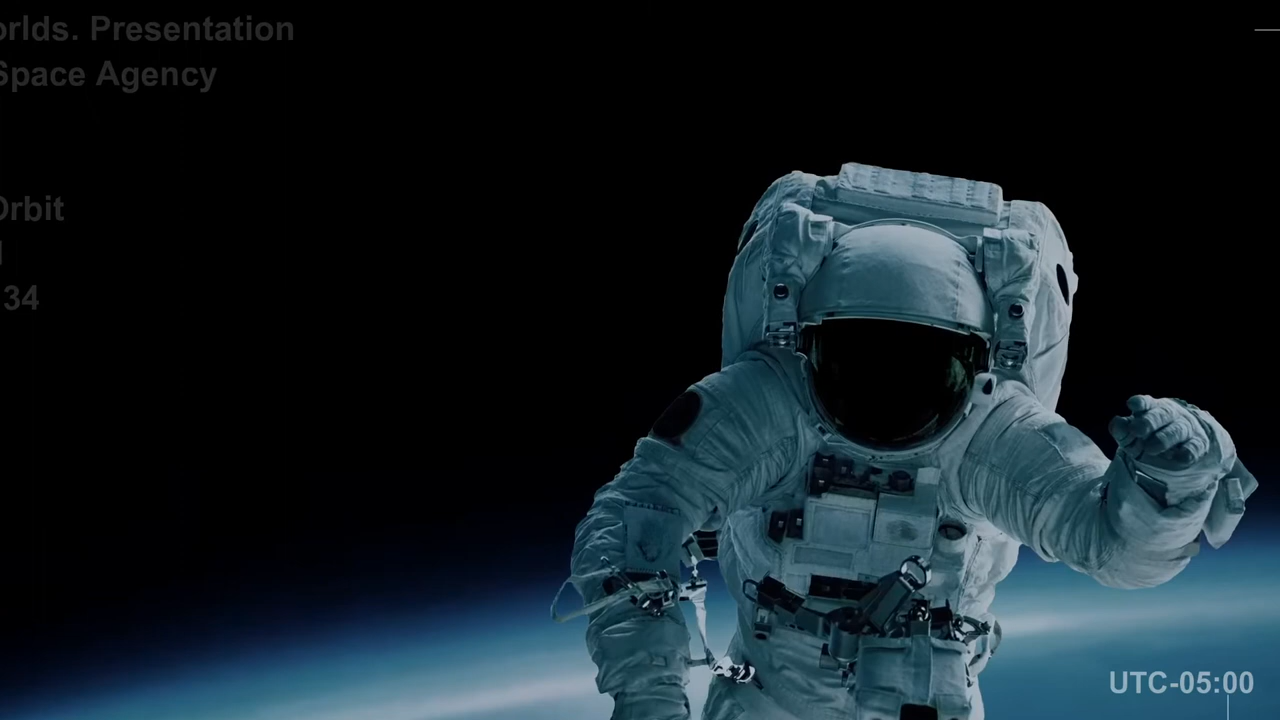 orlds. Presentation
Space Agency
Orbit
34
UTC-05:00